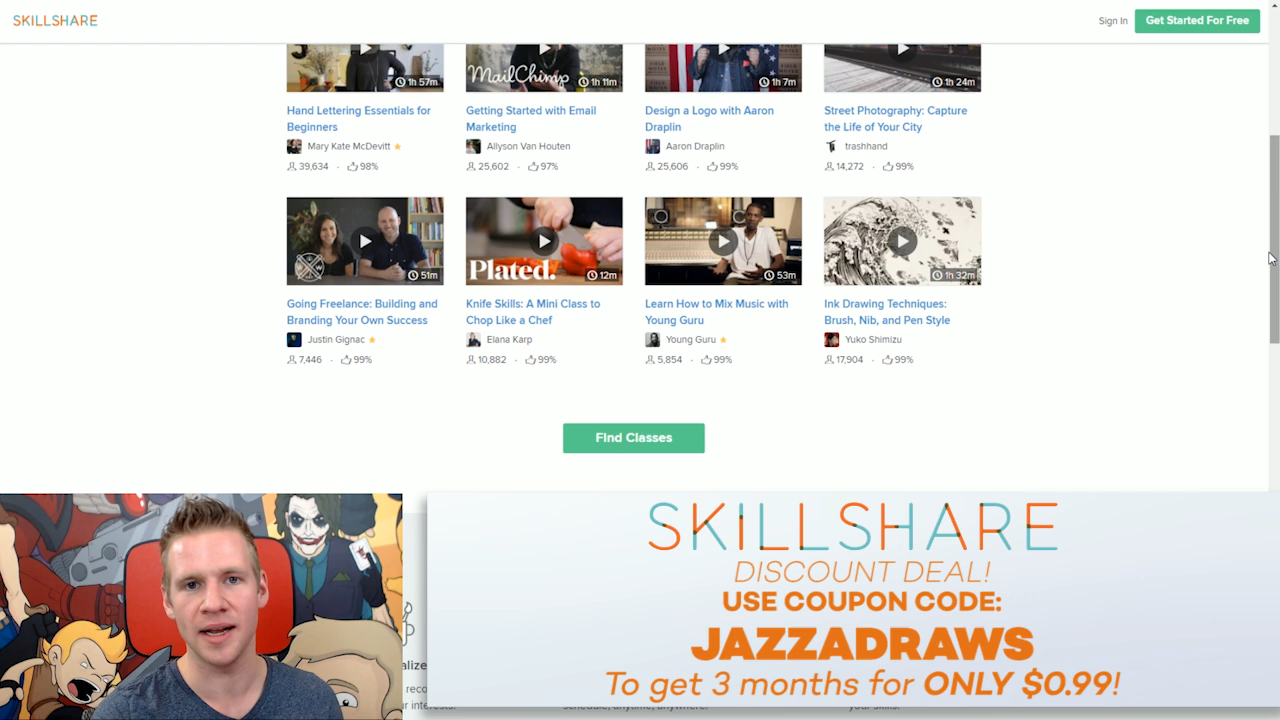 SKILLSHARE
Sign In
Get Started For Free
1h 57m
MailChimp
1h 11m
1h 7m
1h 24m
Hand Lettering Essentials for
Beginners
Getting Started with Email
Marketing
Design a Logo with Aaron
Draplin
Street Photography: Capture
the Life of Your City
Mary Kate McDevitt
Allyson Van Houten
Aaron Draplin
trashhand
39,634 · 98%
25,602 · 97%
25,606 · 99%
14,272 · 99%
51m
Plated.
12m
53m
1h 32m
Going Freelance: Building and
Branding Your Own Success
Knife Skills: A Mini Class to
Chop Like a Chef
Learn How to Mix Music with
Young Guru
Ink Drawing Techniques:
Brush, Nib, and Pen Style
Justin Gignac
Elana Karp
Young Guru
Yuko Shimizu
7,446 · 99%
10,882 · 99%
5,854 · 99%
17,904 · 99%
Find Classes
SKILLSHARE
DISCOUNT DEAL!
USE COUPON CODE:
JAZZADRAWS
To get 3 months for ONLY $0.99!